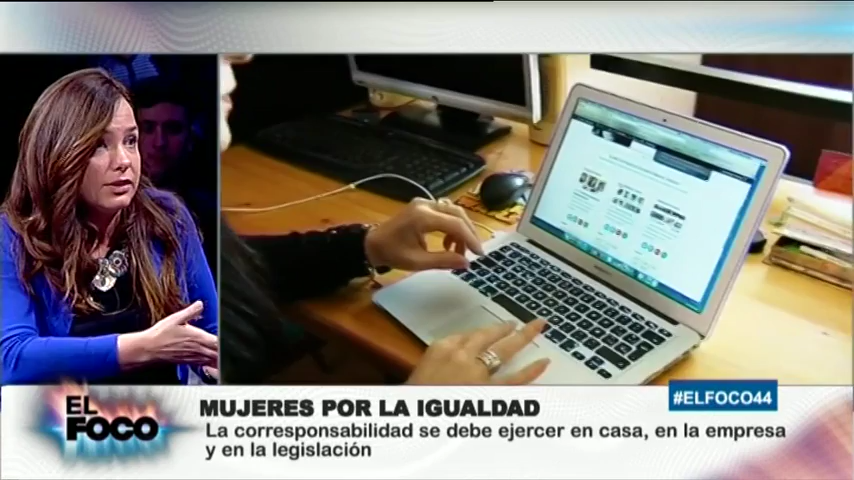 EL
FOCO
MUJERES POR LA IGUALDAD
#ELFOCO44
La corresponsabilidad se debe ejercer en casa, en la empresa
y en la legislación